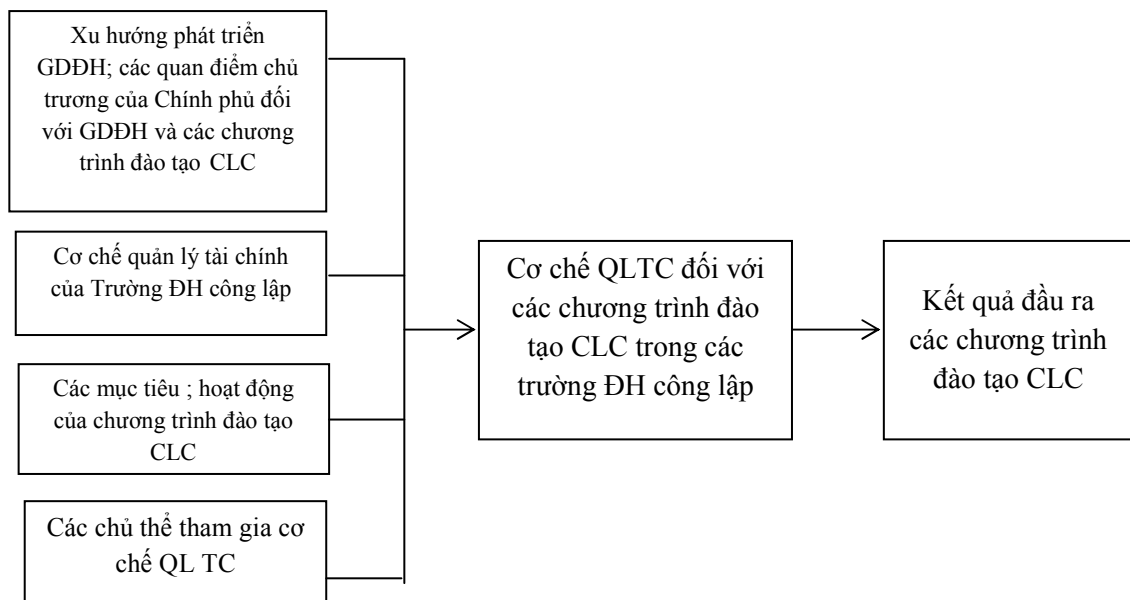 Xu hướng phát triển
GDĐH; các quan điểm chủ
trương của Chính phủ đối
với GDĐH và các chương
trình đào tạo CLC
Cơ chế quản lý tài chính
của Trường ĐH công lập
Các mục tiêu ; hoạt động
của chương trình đào tạo
CLC
Các chủ thể tham gia cơ
chế QL TC
Cơ chế QLTC đối với
các chương trình đào
tạo CLC trong các
trường ĐH công lập
Kết quả đầu ra
các chương trình
đào tạo CLC